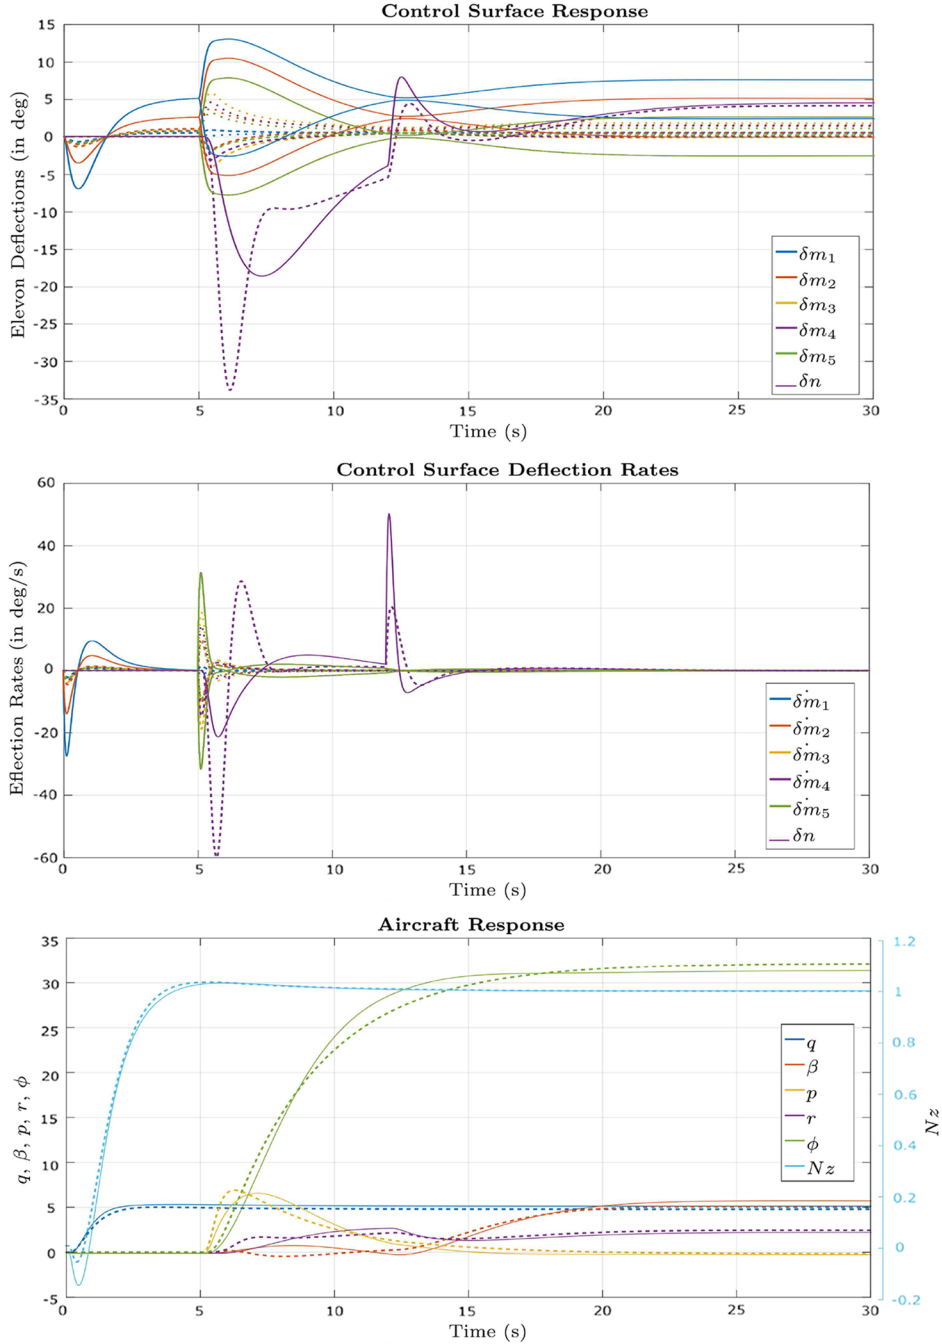 Control Surface Response
Elevon Deflections (in deg)
15
10
5
0
-5
-10
-15
-20
-25
-30
-35
δm₁
δm₂
δm₃
δm₄
δm₅
δn
0 5 10 15 20 25 30
Time (s)
Control Surface Deflection Rates
Eflection Rates (in deg/s)
60
40
20
0
-20
-40
-60
δṁ₁
δṁ₂
δṁ₃
δṁ₄
δṁ₅
δn
0 5 10 15 20 25 30
Time (s)
Aircraft Response
q, β, p, r, ϕ
35
30
25
20
15
10
5
0
-5
q
β
p
r
ϕ
Nz
1.2
1
0.8
0.6
0.4
0.2
0
-0.2
Nz
0 5 10 15 20 25 30
Time (s)